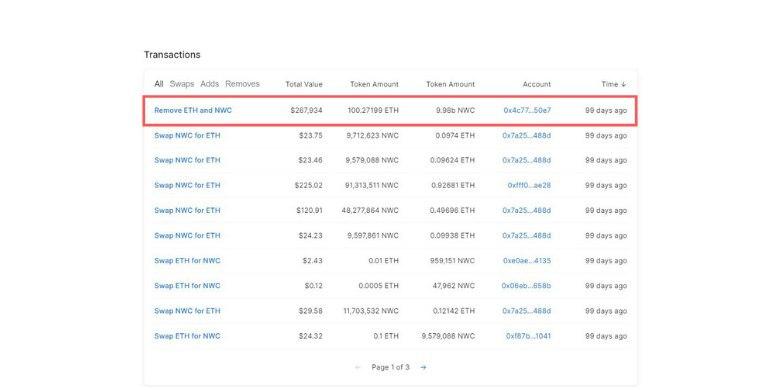 Transactions
All Swaps Adds Removes Total Value Token Amount Token Amount Account Time ↓
Remove ETH and NWC $267,934 100.27199 ETH 9.98b NWC 0x4c77...50e7 99 days ago
Swap NWC for ETH $23.75 9,712,623 NWC 0.0974 ETH 0x7a25...488d 99 days ago
Swap NWC for ETH $23.46 9,579,088 NWC 0.09624 ETH 0x7a25...488d 99 days ago
Swap NWC for ETH $225.02 91,313,511 NWC 0.92681 ETH 0xfff0...ae28 99 days ago
Swap NWC for ETH $120.91 48,277,864 NWC 0.49696 ETH 0x7a25...488d 99 days ago
Swap NWC for ETH $24.23 9,597,861 NWC 0.09938 ETH 0x7a25...488d 99 days ago
Swap ETH for NWC $2.43 0.01 ETH 959,151 NWC 0xe0ae...4135 99 days ago
Swap ETH for NWC $0.12 0.0005 ETH 47,962 NWC 0x06eb...658b 99 days ago
Swap NWC for ETH $29.58 11,703,532 NWC 0.12142 ETH 0x7a25...488d 99 days ago
Swap ETH for NWC $24.32 0.1 ETH 9,579,088 NWC 0xf87b...1041 99 days ago
← Page 1 of 3 →